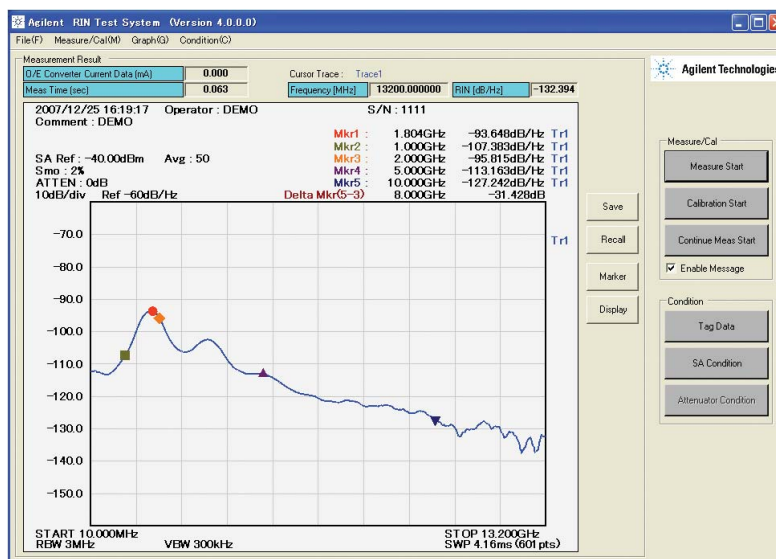 Agilent RIN Test System (Version 4.0.0.0)
File(F) Measure/Cal(M) Graph(G) Condition(C)
Measurement Result
O/E Converter Current Data (mA) 0.000 Cursor Trace : Trace1
Meas Time (sec) 0.063 Frequency [MHz] 13200.000000 RIN [dB/Hz] -132.394
2007/12/25 16:19:17 Operator : DEMO S/N : 1111
Comment : DEMO
Mkr1 : 1.804GHz -93.648dB/Hz Tr1
Mkr2 : 1.000GHz -107.383dB/Hz Tr1
SA Ref : -40.00dBm Avg : 50 Mkr3 : 2.000GHz -95.815dB/Hz Tr1
Smo : 2% Mkr4 : 5.000GHz -113.163dB/Hz Tr1
ATTEN : 0dB Mkr5 : 10.000GHz -127.242dB/Hz Tr1
10dB/div Ref -60dB/Hz Delta Mkr(5-3) 8.000GHz -31.428dB
-70.0
Tr1
-80.0
-90.0
-100.0
-110.0
-120.0
-130.0
-140.0
-150.0
START 10.000MHz STOP 13.200GHz
RBW 3MHz VBW 300kHz SWP 4.16ms (601pts)
Save
Recall
Marker
Display
Agilent Technologies
Measure/Cal
Measure Start
Calibration Start
Continue Meas Start
Enable Message
Condition
Tag Data
SA Condition
Attenuator Condition